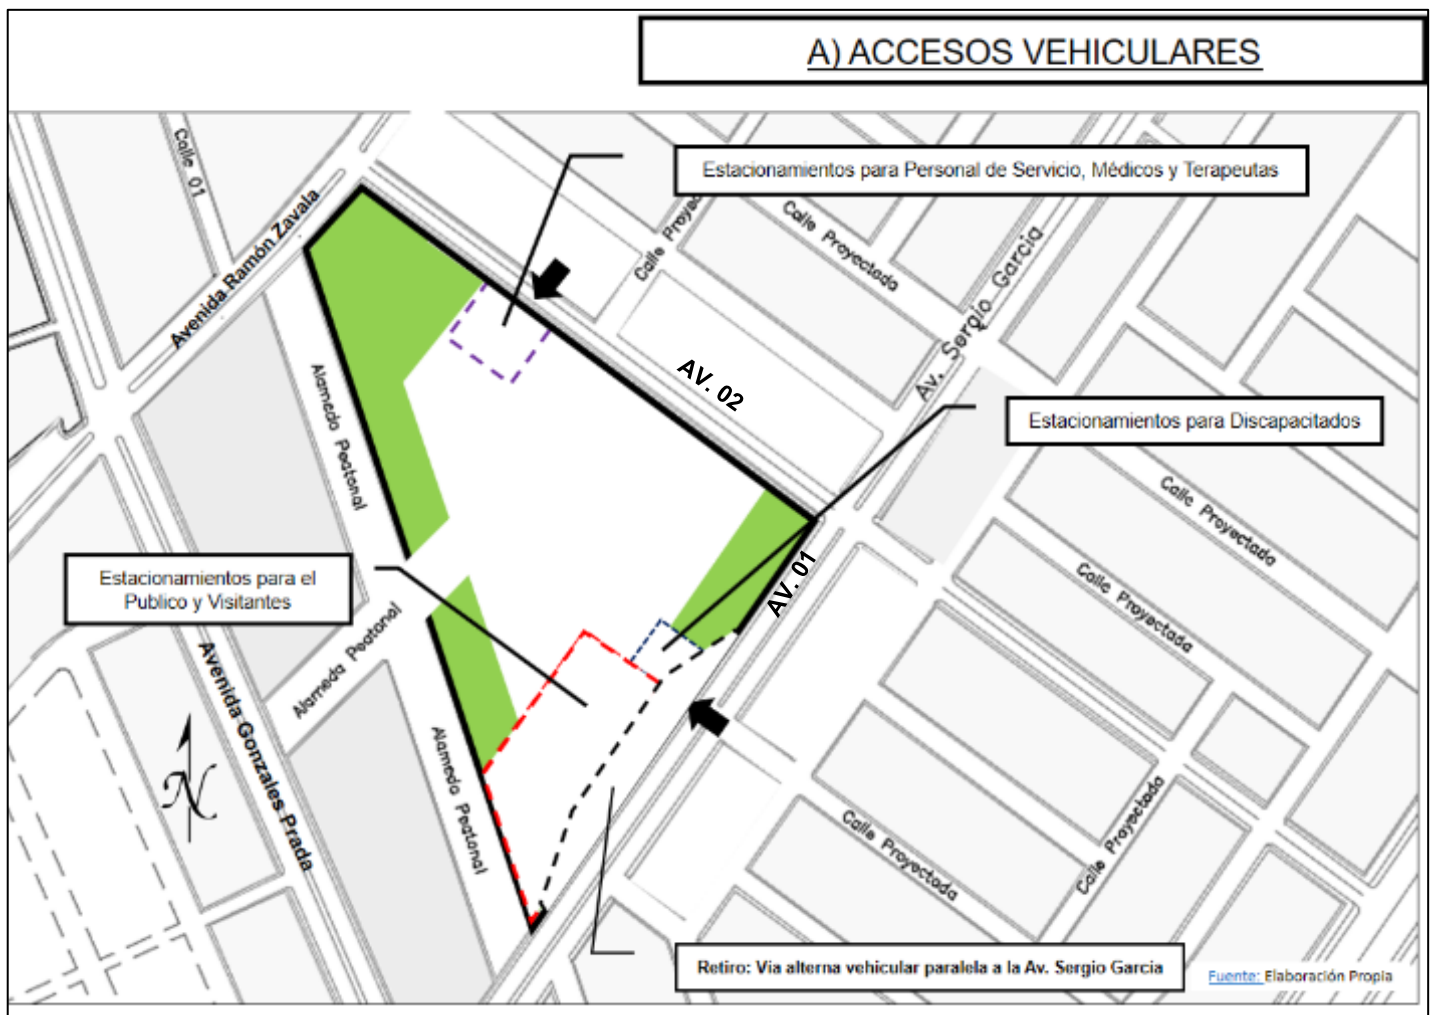 A) ACCESOS VEHICULARES
Calle 01
Estacionamientos para Personal de Servicio, Médicos y Terapeutas
Avenida Ramón Zavala
Calle Proyec
Calle Proyectada
Av. Sergio Garcia
Alameda Peatonal
AV. 02
Estacionamientos para Discapacitados
Calle Proyectada
Estacionamientos para el
Publico y Visitantes
AV. 01
Calle Proyectada
Alameda Peatonal
Avenida Gonzales Prada
N
Alameda Peatonal
Calle Proyectada
Calle Proyectada
Retiro: Via alterna vehicular paralela a la Av. Sergio Garcia
Fuente: Elaboración Propia